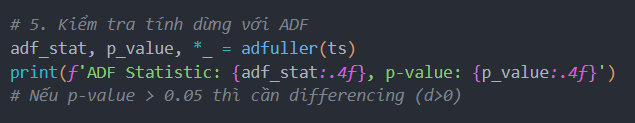 # 5. Kiểm tra tính dừng với ADF
adf_stat, p_value, *_ = adfuller(ts)
print(f'ADF Statistic: {adf_stat:.4f}, p-value: {p_value:.4f}')
# Nếu p-value > 0.05 thì cần differencing (d>0)